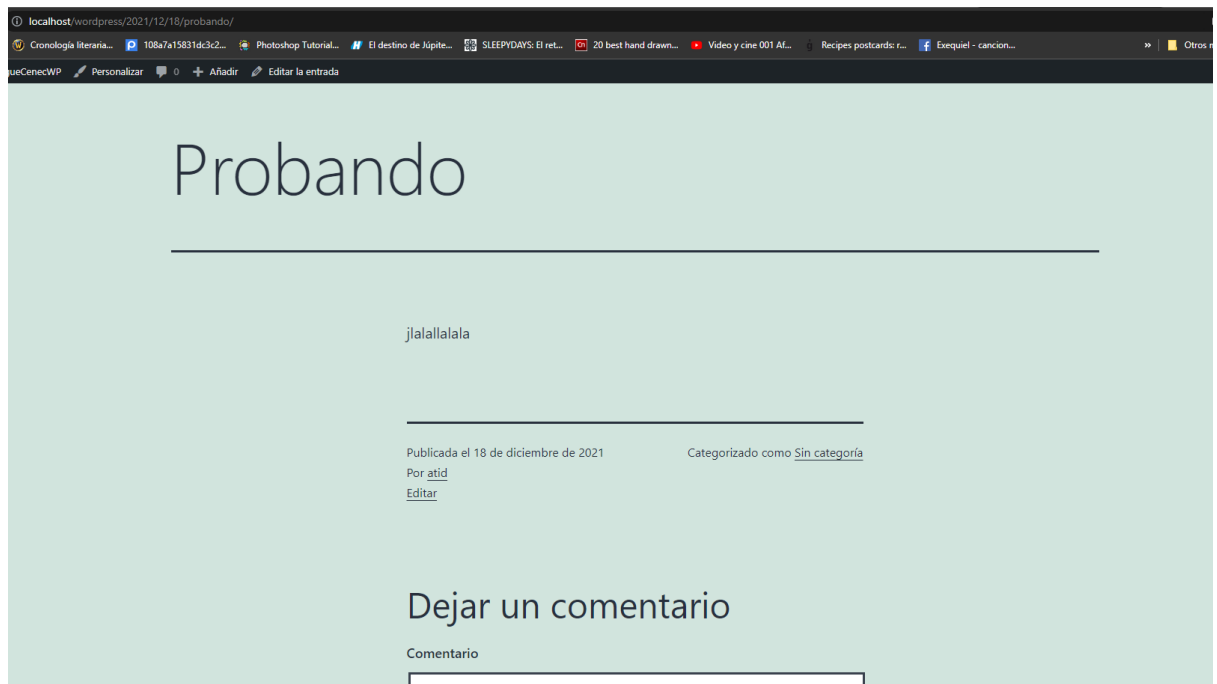 localhost/wordpress/2021/12/18/probando/
Cronología literaria... 108a7a15831dc3c2... Photoshop Tutorial... El destino de Júpite... SLEEPYDAYS: El ret... 20 best hand drawn... Video y cine 001 Af... Recipes postcards: r... Exequiel - cancion... » Otros
ueCenecWP Personalizar 0 + Añadir Editar la entrada
Probando
jlalallalala
Publicada el 18 de diciembre de 2021 Categorizado como Sin categoría
Por atid
Editar
Dejar un comentario
Comentario